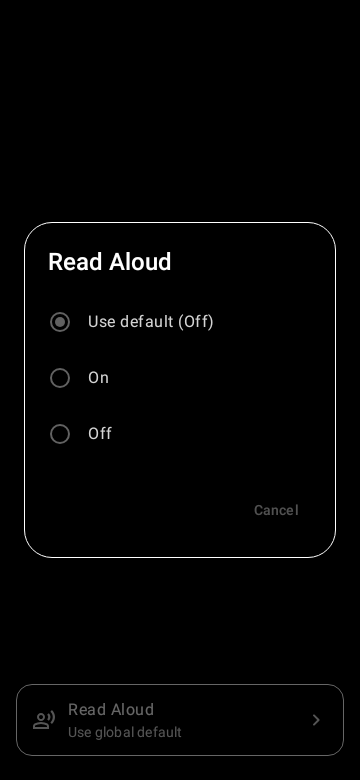 Read Aloud
Use default (Off)
On
Off
Cancel
Read Aloud
Use global default